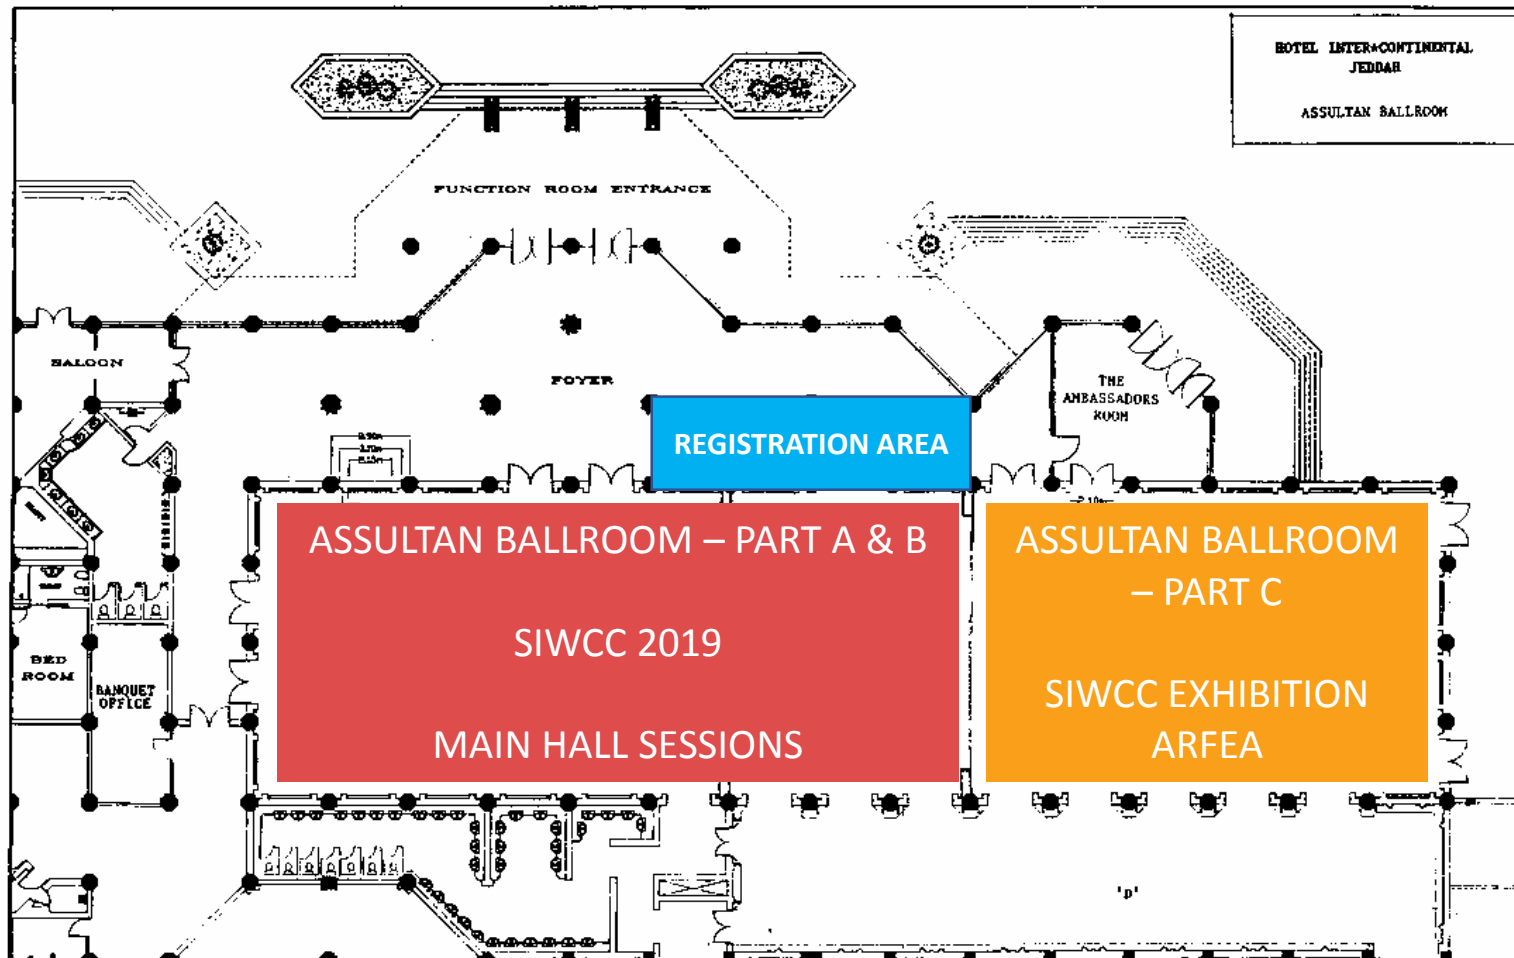 HOTEL INTER*CONTINENTAL
JEDDAH
ASSULTAN BALLROOM
FUNCTION ROOM ENTRANCE
SALOON
FOYER
THE
AMBASSADORS
ROOM
REGISTRATION AREA
ASSULTAN BALLROOM – PART A & B
SIWCC 2019
MAIN HALL SESSIONS
ASSULTAN BALLROOM
– PART C
SIWCC EXHIBITION
ARFEA
BED
ROOM
BANQUET
OFFICE
'D'